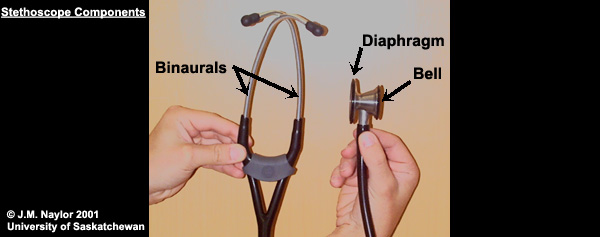 Stethoscope Components
Diaphragm
Binaurals
Bell
© J.M. Naylor 2001
University of Saskatchewan